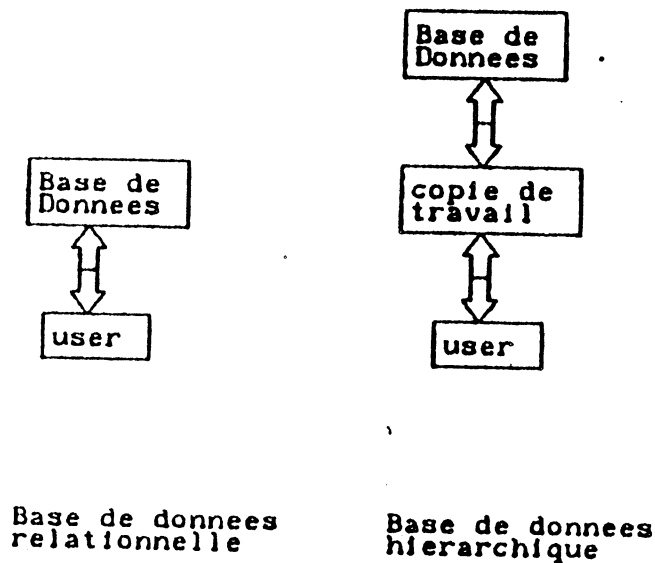 Base de
Donnees
user
Base de donnees
relationnelle
Base de
Donnees
copie de
travail
user
Base de donnees
hierarchique